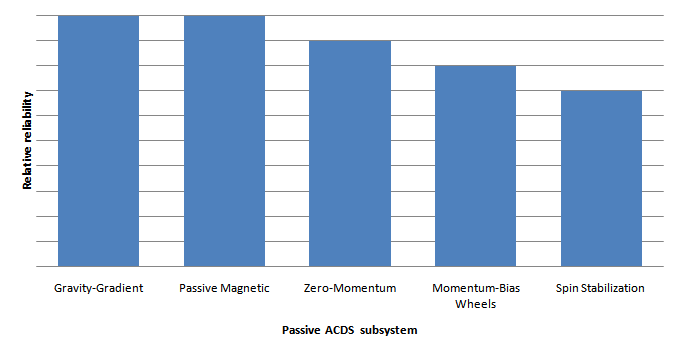 Relative reliability
Gravity-Gradient
Passive Magnetic
Zero-Momentum
Momentum-Bias
Wheels
Spin Stabilization
Passive ACDS subsystem